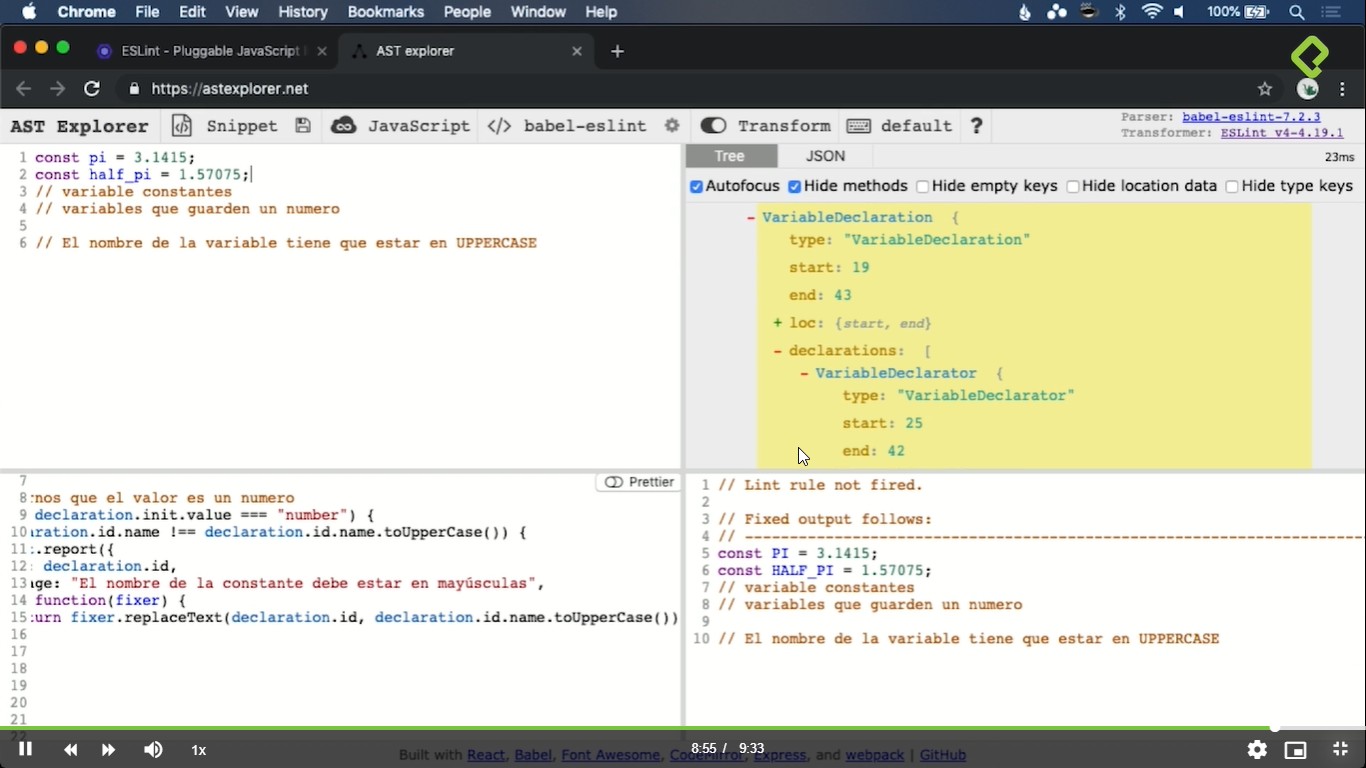 Chrome File Edit View History Bookmarks People Window Help 100%
ESLint - Pluggable JavaScript
AST explorer
https://astexplorer.net
AST Explorer Snippet JavaScript </> babel-eslint Transform default ?
Parser: babel-eslint-7.2.3
Transformer: ESLint v4-4.19.1
1 const pi = 3.1415;
2 const half_pi = 1.57075;
3 // variable constantes
4 // variables que guarden un numero
5
6 // El nombre de la variable tiene que estar en UPPERCASE
Tree JSON 23ms
Autofocus Hide methods Hide empty keys Hide location data Hide type keys
- VariableDeclaration {
type: "VariableDeclaration"
start: 19
end: 43
+ loc: {start, end}
- declarations: [
- VariableDeclarator {
type: "VariableDeclarator"
start: 25
end: 42
Prettier
7
8 nos que el valor es un numero
9 declaration.init.value === "number") {
10 ration.id.name !== declaration.id.name.toUpperCase()) {
11 .report({
12 declaration.id,
13 ge: "El nombre de la constante debe estar en mayúsculas",
14 function(fixer) {
15 urn fixer.replaceText(declaration.id, declaration.id.name.toUpperCase())
16
17
18
19
20
21
22
1 // Lint rule not fired.
2
3 // Fixed output follows:
4 // --------------------------------------------------------------------------------
5 const PI = 3.1415;
6 const HALF_PI = 1.57075;
7 // variable constantes
8 // variables que guarden un numero
9
10 // El nombre de la variable tiene que estar en UPPERCASE
1x
8:55 / 9:33
Built with React, Babel, Font Awesome, CodeMirror, Express, and webpack | GitHub